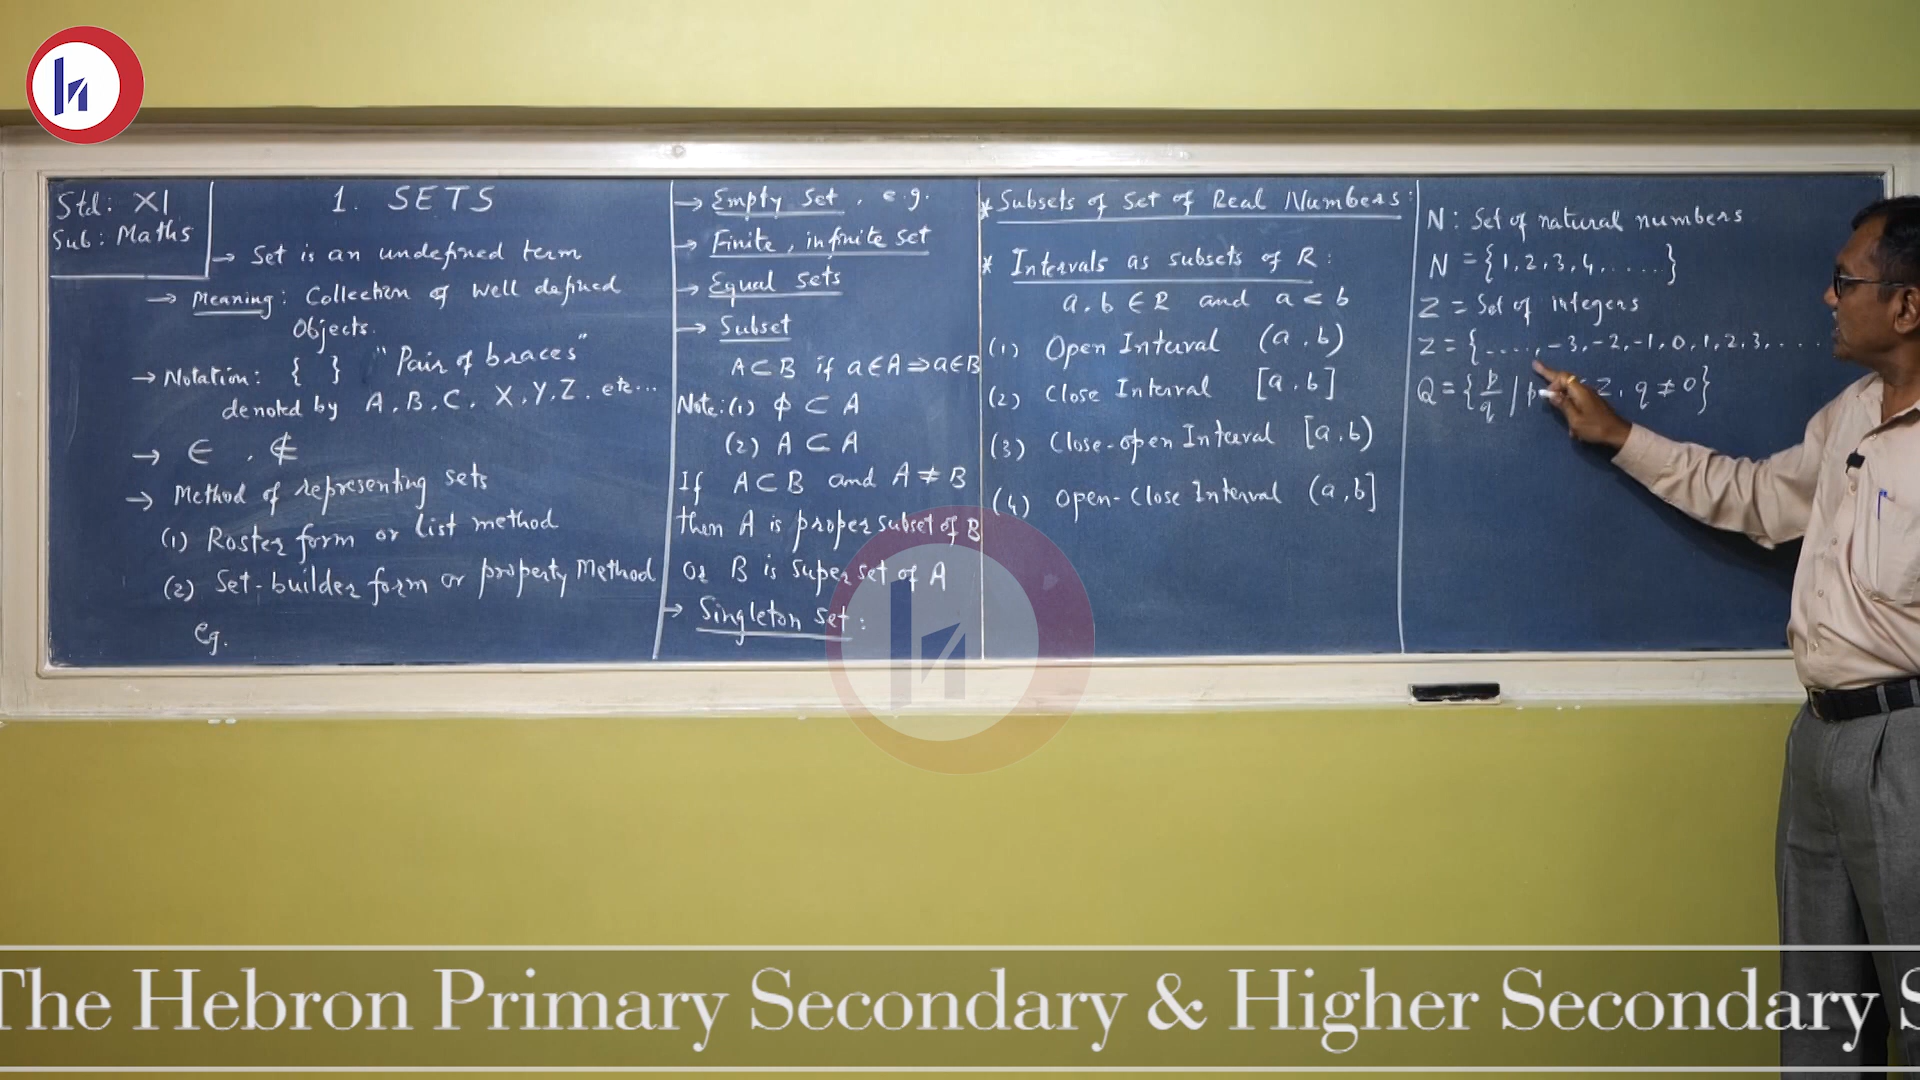 Std: XI
Sub: Maths
1. SETS
→ Set is an undefined term
→ Meaning: Collection of well defined
Objects.
→ Notation: { } "Pair of braces"
denoted by A, B, C, X, Y, Z, etc...
→ ∈ , ∉
→ Method of representing sets
(1) Roster form or list method
(2) Set-builder form or property Method
eg.
→ Empty Set, e.g.
→ Finite, infinite set
→ Equal sets
→ Subset
A⊂B if a∈A⇒a∈B
Note: (1) ϕ ⊂ A
(2) A ⊂ A
If A⊂B and A≠B
then A is proper subset of B
or B is super set of A
→ Singleton set:
* Subsets of Set of Real Numbers:
* Intervals as subsets of R:
a, b ∈ R and a < b
(1) Open Interval (a, b)
(2) Close Interval [a, b]
(3) Close-open Interval [a, b)
(4) Open-Close Interval (a, b]
N: Set of natural numbers
N = {1, 2, 3, 4, .....}
Z = Set of integers
Z = {....., -3, -2, -1, 0, 1, 2, 3, ....
Q = {p/q / p Z, q ≠ 0}
The Hebron Primary Secondary & Higher Secondary S